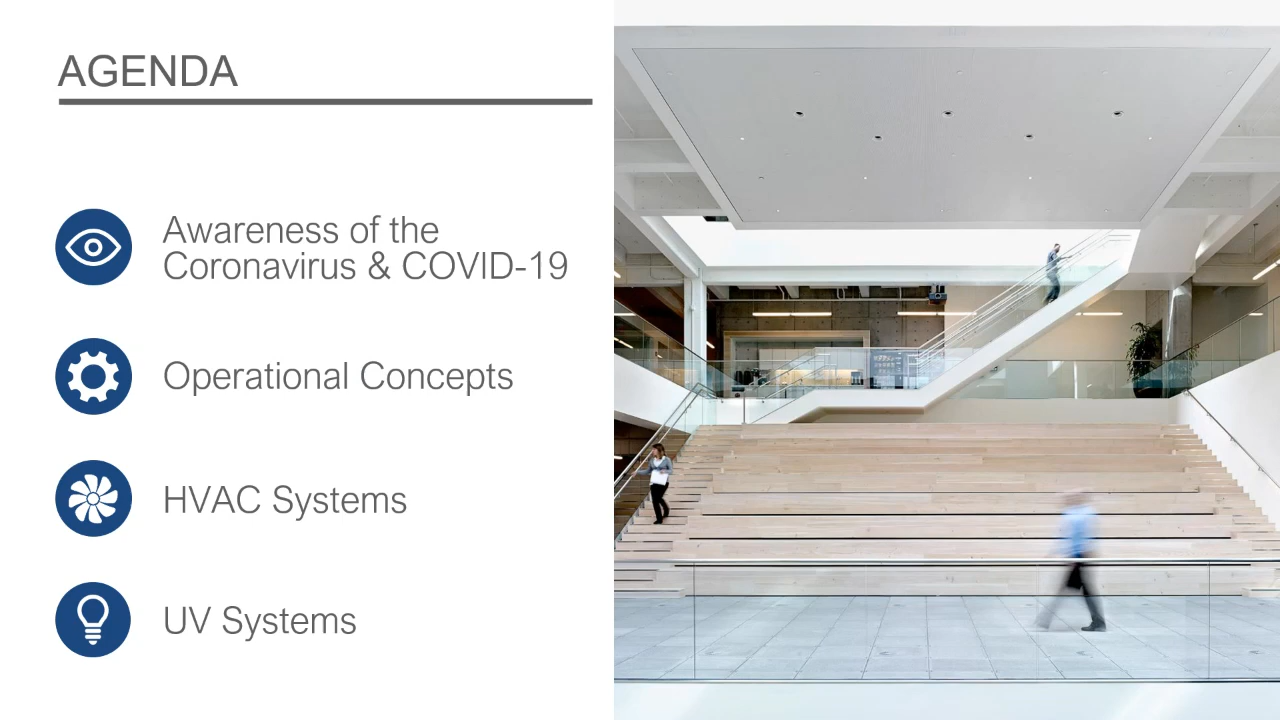 AGENDA
Awareness of the
Coronavirus & COVID-19
Operational Concepts
HVAC Systems
UV Systems